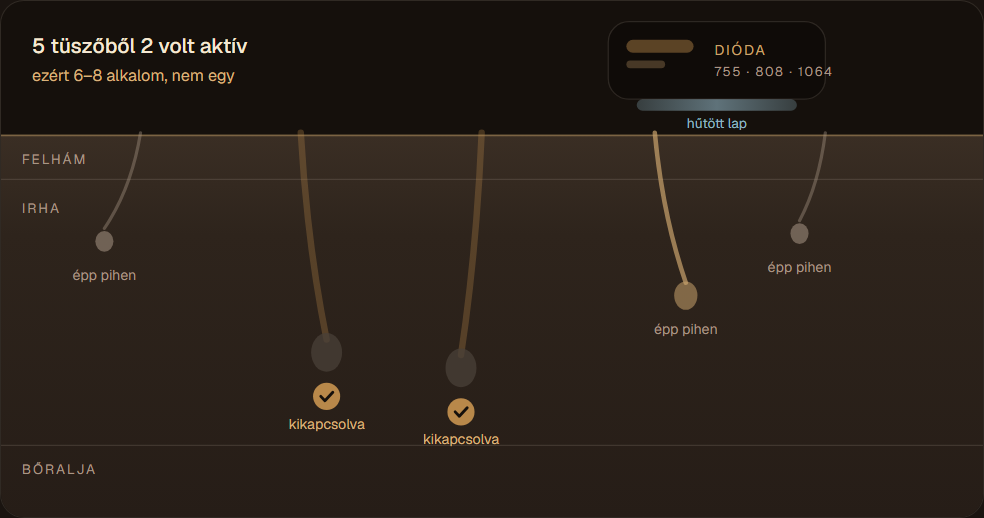 5 tüszőből 2 volt aktív
ezért 6–8 alkalom, nem egy
DIÓDA
755 · 808 · 1064
hűtött lap
FELHÁM
IRHA
épp pihen
épp pihen
épp pihen
kikapcsolva
kikapcsolva
BŐRALJA